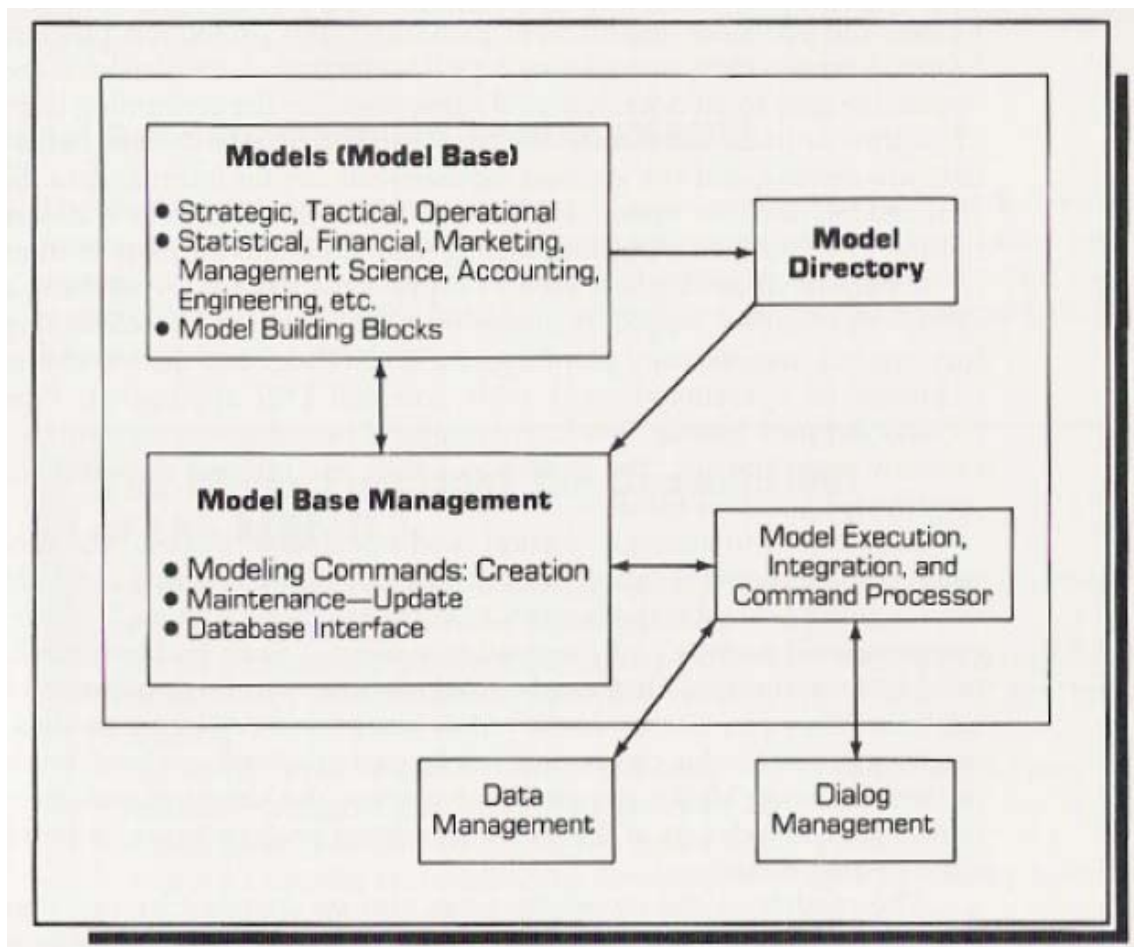 Models (Model Base)
● Strategic, Tactical, Operational
● Statistical, Financial, Marketing,
Management Science, Accounting,
Engineering, etc.
● Model Building Blocks
Model
Directory
Model Base Management
● Modeling Commands: Creation
● Maintenance—Update
● Database Interface
Model Execution,
Integration, and
Command Processor
Data
Management
Dialog
Management